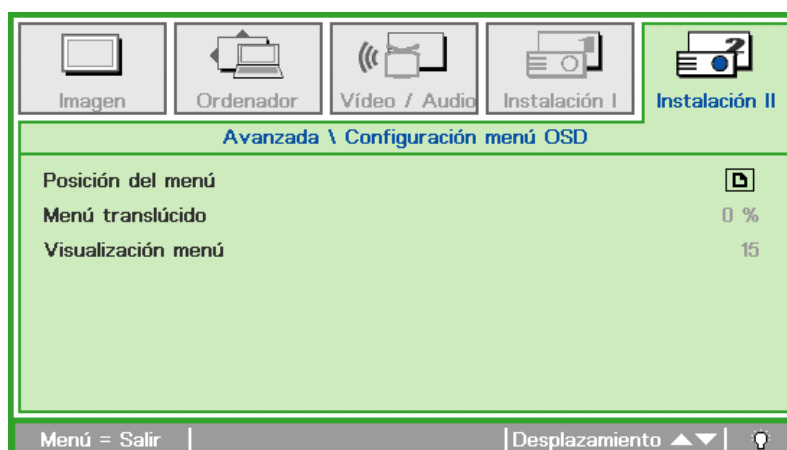 Imagen
Ordenador
Vídeo / Audio
Instalación I
Instalación II
Avanzada \ Configuración menú OSD
Posición del menú
Menú translúcido 0 %
Visualización menú 15
Menú = Salir Desplazamiento